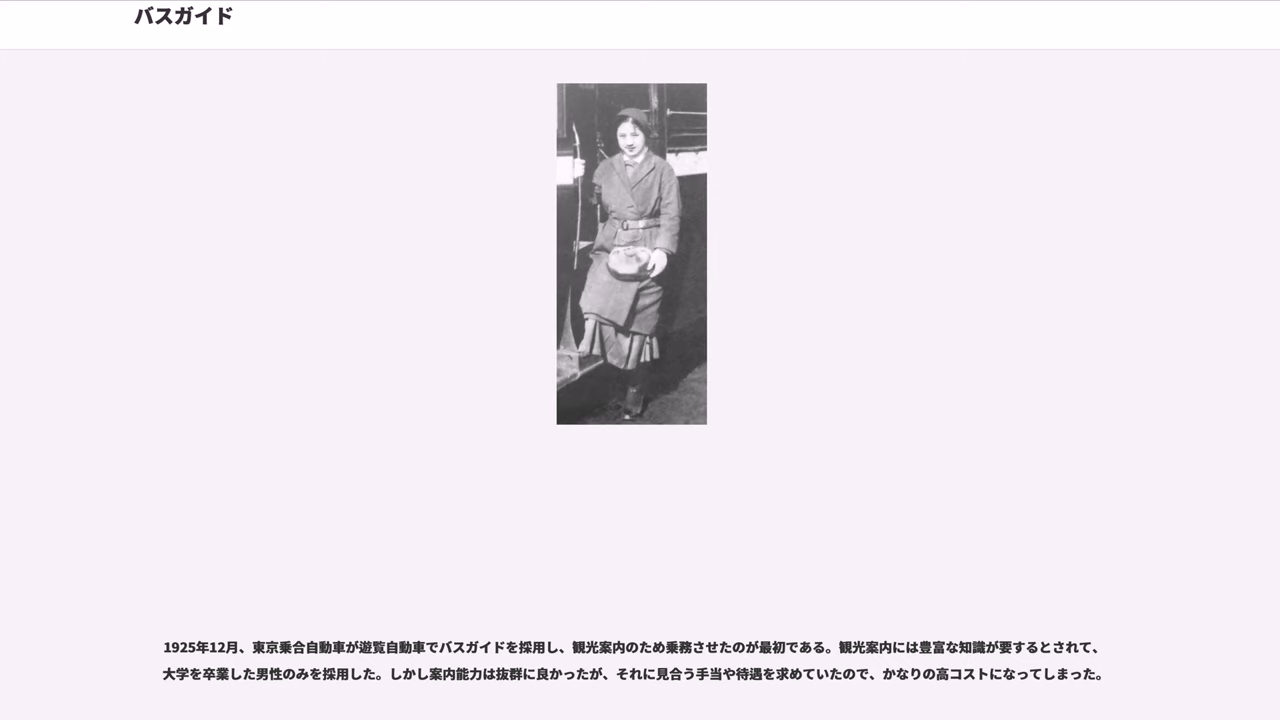 バスガイド
1925年12月、東京乗合自動車が遊覧自動車でバスガイドを採用し、観光案内のため乗務させたのが最初である。観光案内には豊富な知識が要するとされて、
大学を卒業した男性のみを採用した。しかし案内能力は抜群に良かったが、それに見合う手当や待遇を求めていたので、かなりの高コストになってしまった。